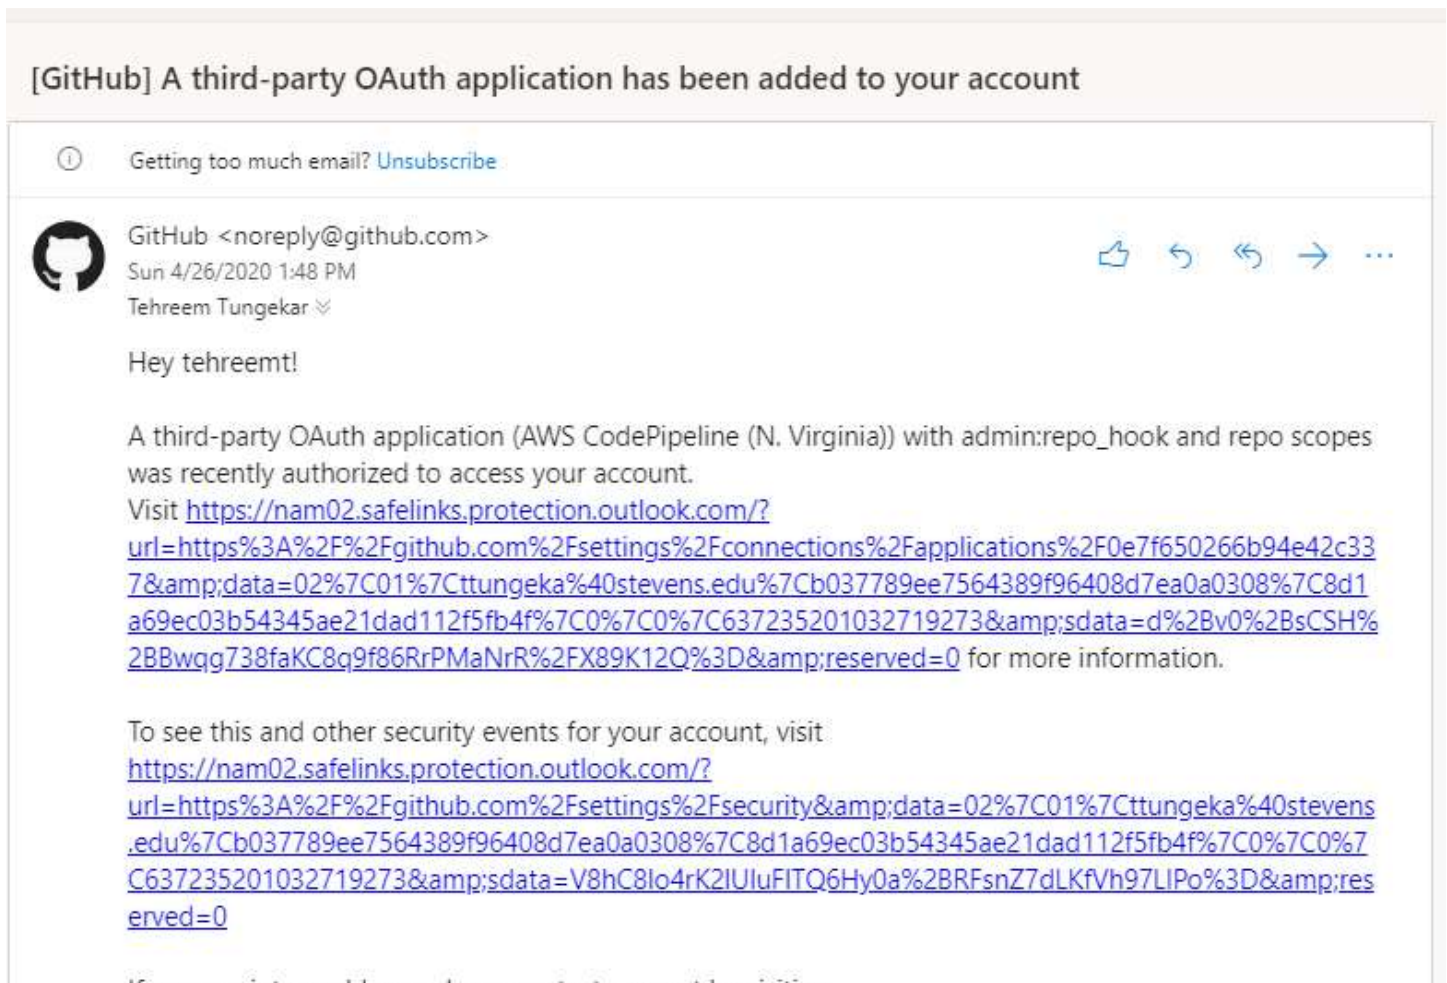 [GitHub] A third-party OAuth application has been added to your account
Getting too much email? Unsubscribe
GitHub <noreply@github.com>
Sun 4/26/2020 1:48 PM
Tehreem Tungekar
Hey tehreemt!
A third-party OAuth application (AWS CodePipeline (N. Virginia)) with admin:repo_hook and repo scopes
was recently authorized to access your account.
Visit https://nam02.safelinks.protection.outlook.com/?
url=https%3A%2F%2Fgithub.com%2Fsettings%2Fconnections%2Fapplications%2F0e7f650266b94e42c33
7&amp;data=02%7C01%7Cttungeka%40stevens.edu%7Cb037789ee7564389f96408d7ea0a0308%7C8d1
a69ec03b54345ae21dad112f5fb4f%7C0%7C0%7C637235201032719273&amp;sdata=d%2Bv0%2BsCSH%
2BBwqg738faKC8q9f86RrPMaNrR%2FX89K12Q%3D&amp;reserved=0 for more information.
To see this and other security events for your account, visit
https://nam02.safelinks.protection.outlook.com/?
url=https%3A%2F%2Fgithub.com%2Fsettings%2Fsecurity&amp;data=02%7C01%7Cttungeka%40stevens
.edu%7Cb037789ee7564389f96408d7ea0a0308%7C8d1a69ec03b54345ae21dad112f5fb4f%7C0%7C0%7
C637235201032719273&amp;sdata=V8hC8Io4rK2IUIuFITQ6Hy0a%2BRFsnZ7dLKfVh97LIPo%3D&amp;res
erved=0